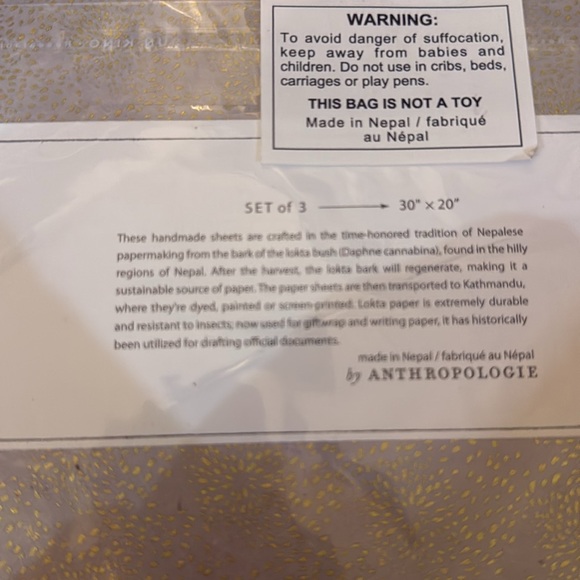 WARNING:
To avoid danger of suffocation,
keep away from babies and
children. Do not use in cribs, beds,
carriages or play pens.
THIS BAG IS NOT A TOY
Made in Nepal / fabriqué
au Népal
SET of 3 → 30" x 20"
These handmade sheets are crafted in the time-honored tradition of Nepalese
papermaking from the bark of the lokta bush (Daphne cannabina), found in the hilly
regions of Nepal. After the harvest, the lokta bark will regenerate, making it a
sustainable source of paper. The paper sheets are then transported to Kathmandu,
where they're dyed, painted or screen-printed. Lokta paper is extremely durable
and resistant to insects; now used for giftwrap and writing paper, it has historically
been utilized for drafting official documents.
made in Nepal / fabriqué au Népal
by ANTHROPOLOGIE